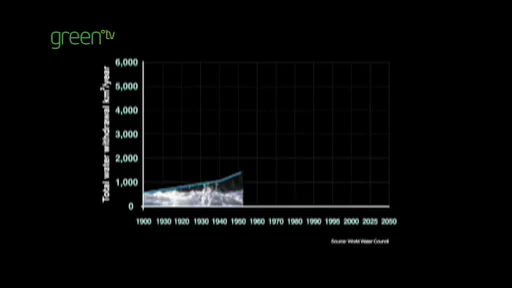 green tv
Total water withdrawal km³/year
6,000
5,000
4,000
3,000
2,000
1,000
0
1900 1930 1920 1930 1940 1950 1960 1970 1980 1990 1995 2000 2025 2050
Source: World Water Council